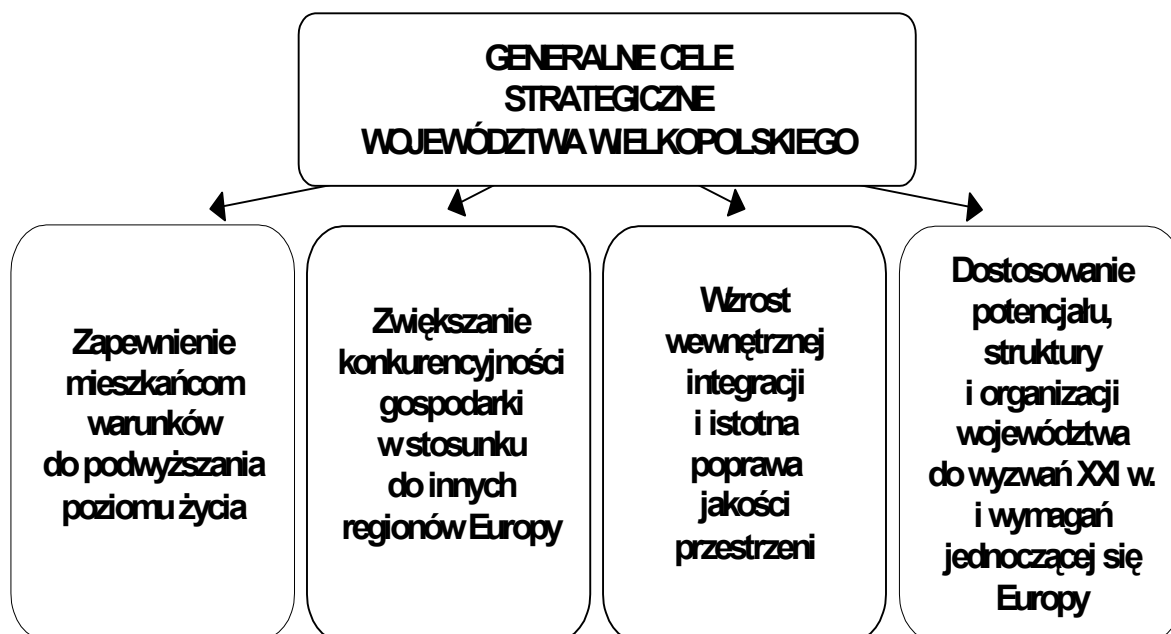 GENERALNE CELE
STRATEGICZNE
WOJEWÓDZTWA WIELKOPOLSKIEGO
Zapewnienie
mieszkańcom
warunków
do podwyższania
poziomu życia
Zwiększanie
konkurencyjności
gospodarki
w stosunku
do innych
regionów Europy
Wzrost
wewnętrznej
integracji
i istotna
poprawa
jakości
przestrzeni
Dostosowanie
potencjału,
struktury
i organizacji
województwa
do wyzwań XXI w.
i wymagań
jednoczącej się
Europy